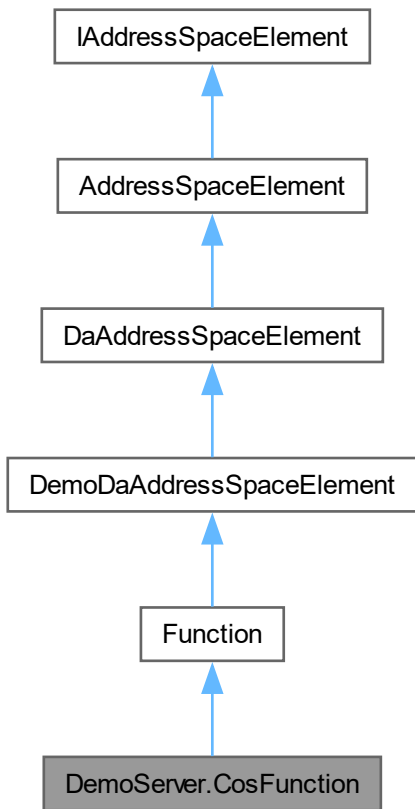 IAddressSpaceElement
AddressSpaceElement
DaAddressSpaceElement
DemoDaAddressSpaceElement
Function
DemoServer.CosFunction